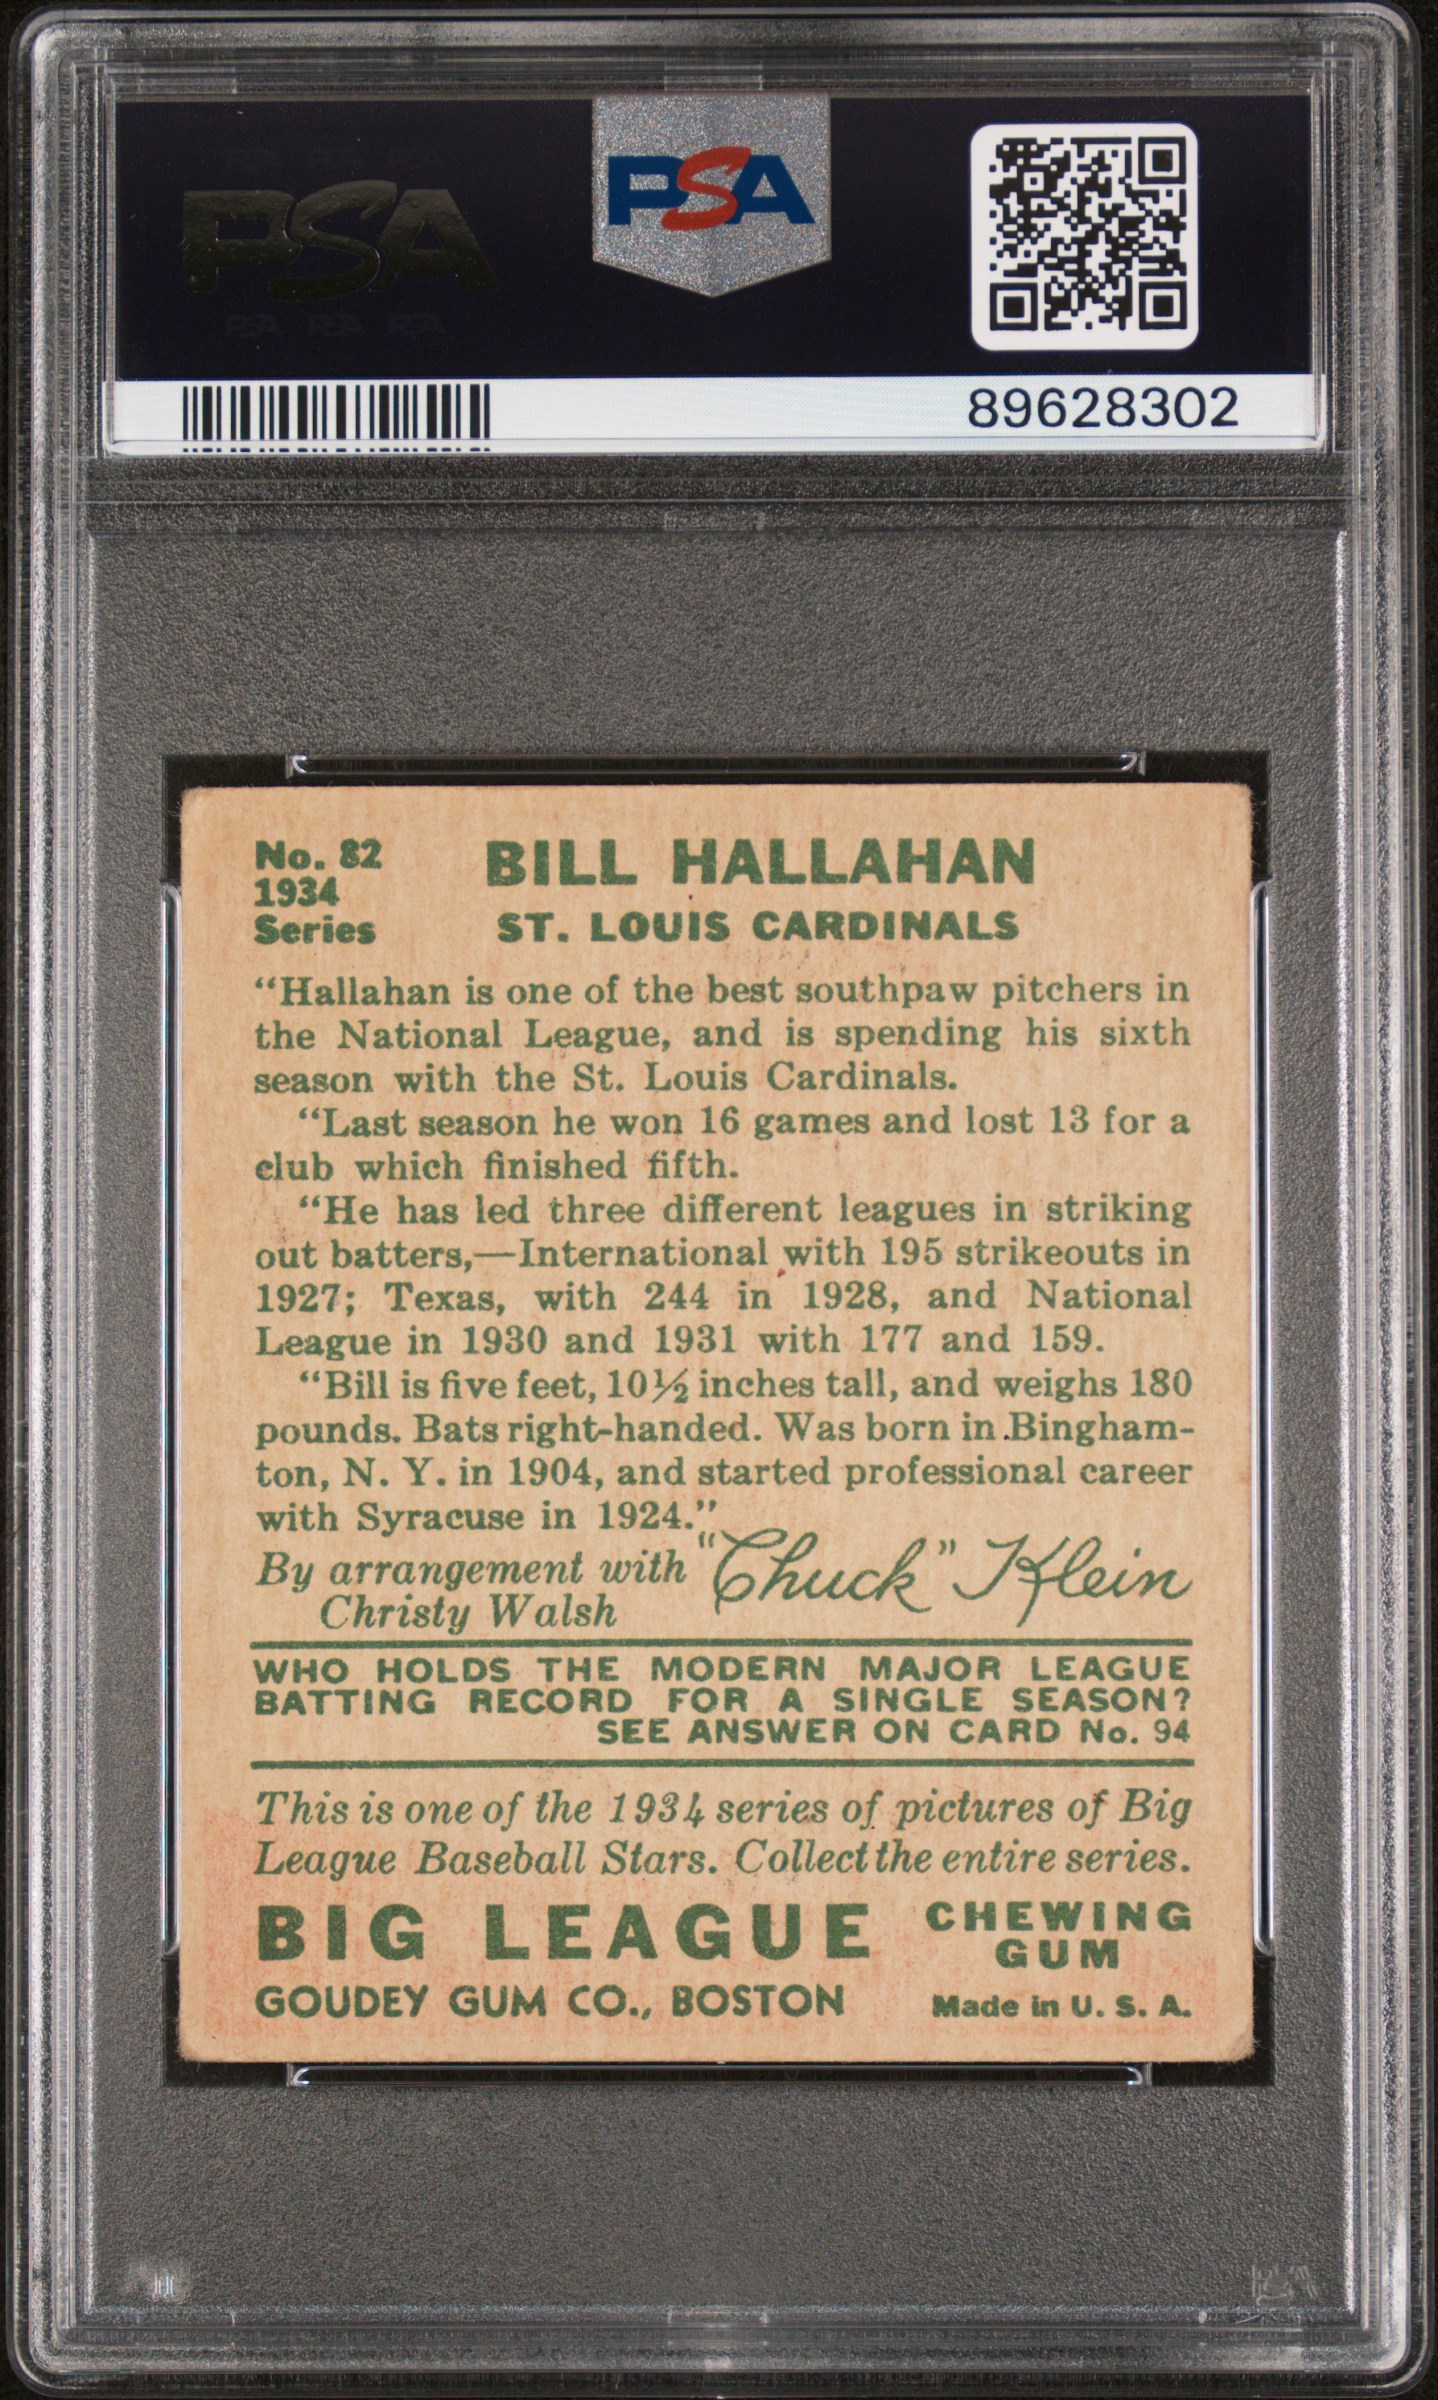 PSA
PSA
89628302
No. 82
1934
Series
BILL HALLAHAN
ST. LOUIS CARDINALS
“Hallahan is one of the best southpaw pitchers in
the National League, and is spending his sixth
season with the St. Louis Cardinals.
“Last season he won 16 games and lost 13 for a
club which finished fifth.
“He has led three different leagues in striking
out batters,—International with 195 strikeouts in
1927; Texas, with 244 in 1928, and National
League in 1930 and 1931 with 177 and 159.
“Bill is five feet, 10½ inches tall, and weighs 180
pounds. Bats right-handed. Was born in Bingham-
ton, N. Y. in 1904, and started professional career
with Syracuse in 1924.”
By arrangement with “Chuck” Klein
Christy Walsh
WHO HOLDS THE MODERN MAJOR LEAGUE
BATTING RECORD FOR A SINGLE SEASON?
SEE ANSWER ON CARD No. 94
This is one of the 1934 series of pictures of Big
League Baseball Stars. Collect the entire series.
BIG LEAGUE CHEWING
GUM
GOUDEY GUM CO., BOSTON Made in U. S. A.